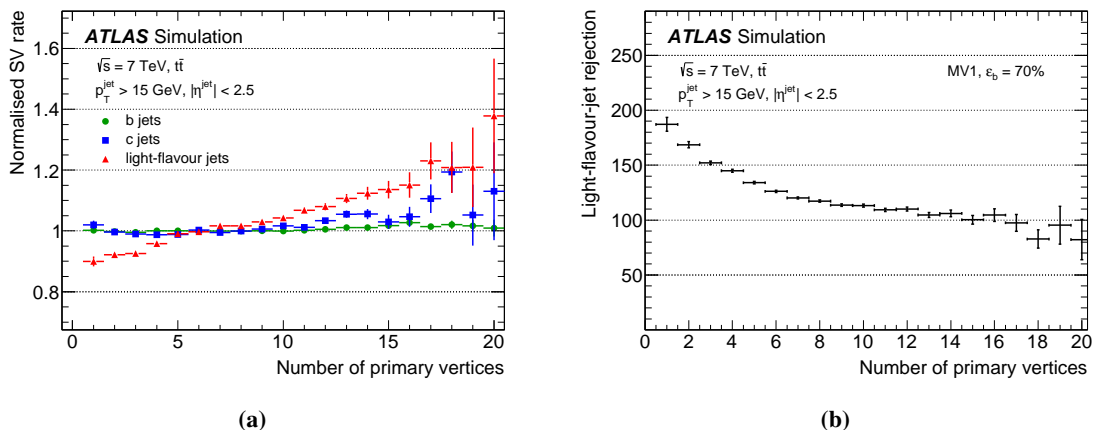 ATLAS Simulation
√s = 7 TeV, tt̄
p_T^jet > 15 GeV, |η^jet| < 2.5
b jets
c jets
light-flavour jets
Normalised SV rate
1.6
1.4
1.2
1
0.8
0 5 10 15 20
Number of primary vertices
(a)
ATLAS Simulation
√s = 7 TeV, tt̄
MV1, ε_b = 70%
p_T^jet > 15 GeV, |η^jet| < 2.5
Light-flavour-jet rejection
250
200
150
100
50
0 2 4 6 8 10 12 14 16 18 20
Number of primary vertices
(b)